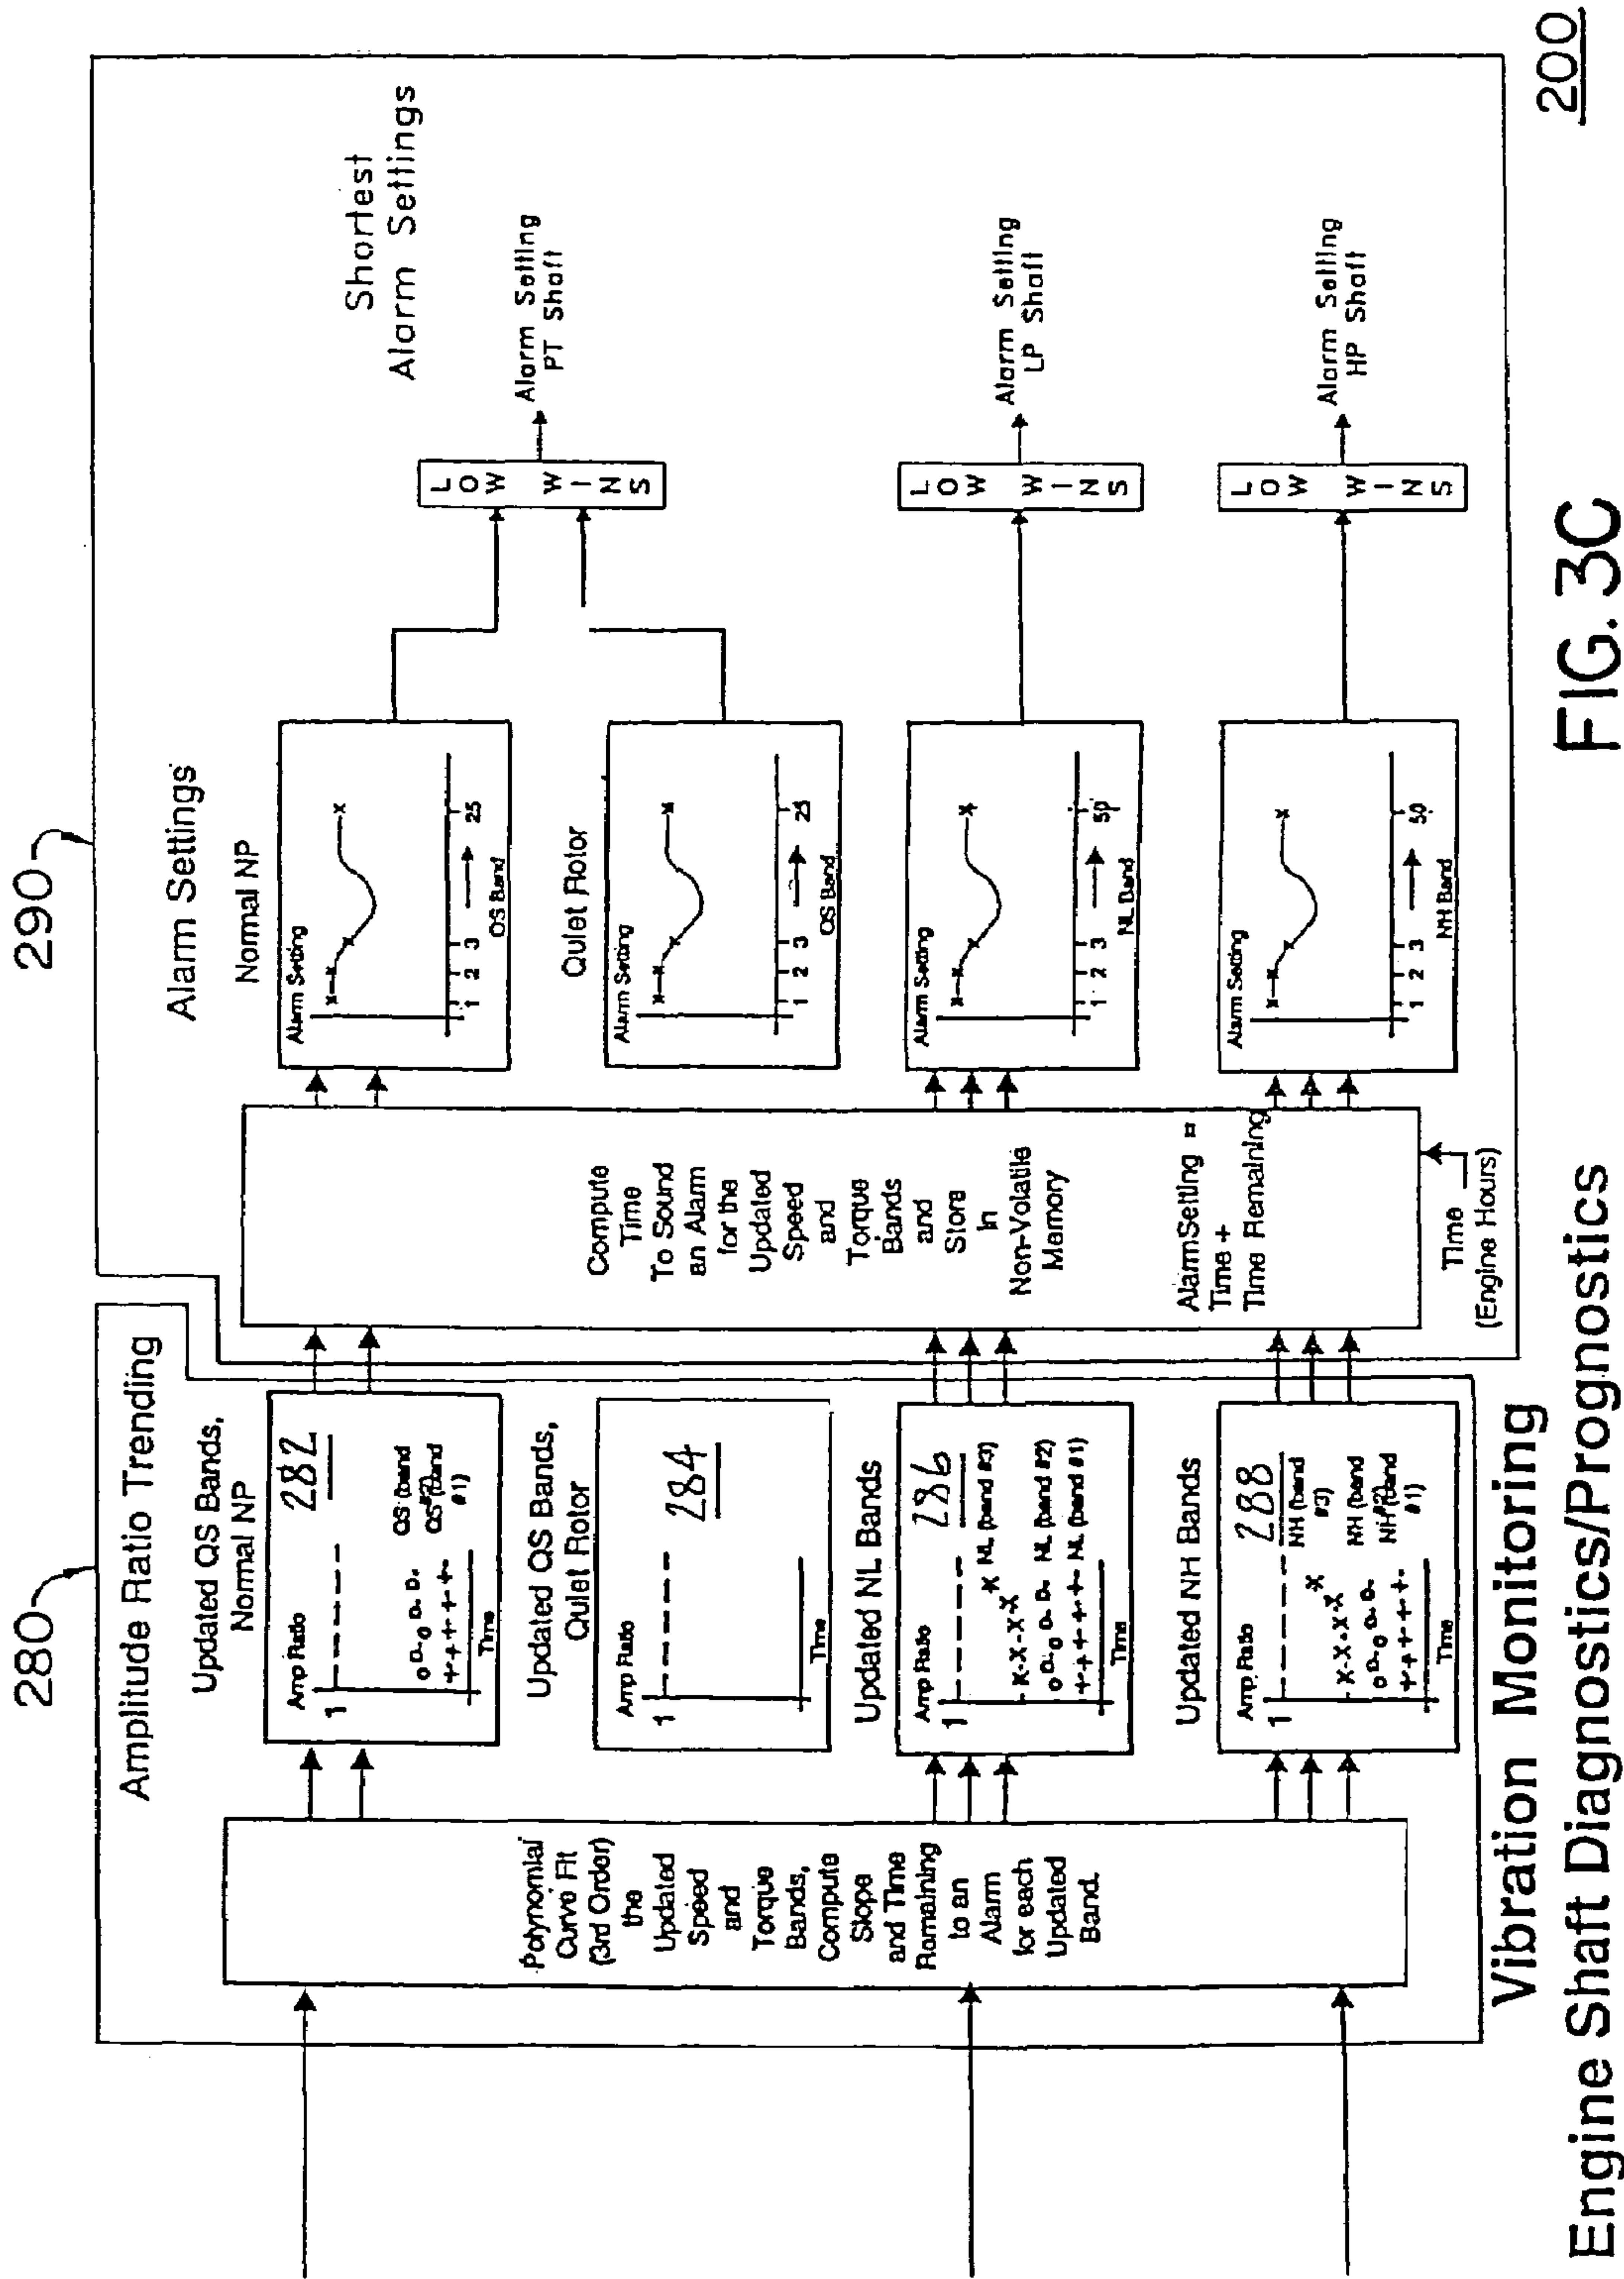 280
290
Amplitude Ratio Trending
Alarm Settings
Shortest
Alarm Settings
Polynomial
Curve Fit
(3rd Order)
the
Updated
Speed
and
Torque
Bands,
Compute
Slope
and Time
Remaining
to an
Alarm
for each
Updated
Band.
Updated QS Bands,
Normal NP
Amp Ratio
282
1
QS (band
#2)
QS (band
#1)
Time
Updated QS Bands,
Quiet Rotor
Amp Ratio
284
1
Time
Updated NL Bands
Amp Ratio
286
1
NL (band #3)
NL (band #2)
NL (band #1)
Time
Updated NH Bands
Amp Ratio
288
1
NH (band
#3)
NH (band
#2)
NH (band
#1)
Time
Compute
Time
To Sound
an Alarm
for the
Updated
Speed
and
Torque
Bands
and
Store
In
Non-Volatile
Memory
AlarmSetting =
Time +
Time Remaining
Time
(Engine Hours)
Normal NP
Alarm Setting
1 2 3 25
QS Band
Quiet Rotor
Alarm Setting
1 2 3 25
QS Band
Alarm Setting
1 2 3 50
NL Band
Alarm Setting
1 2 3 50
NH Band
LOW WINS
Alarm Setting
PT Shaft
LOW WINS
Alarm Setting
LP Shaft
LOW WINS
Alarm Setting
HP Shaft
Vibration Monitoring
Engine Shaft Diagnostics/Prognostics
FIG. 3C
200